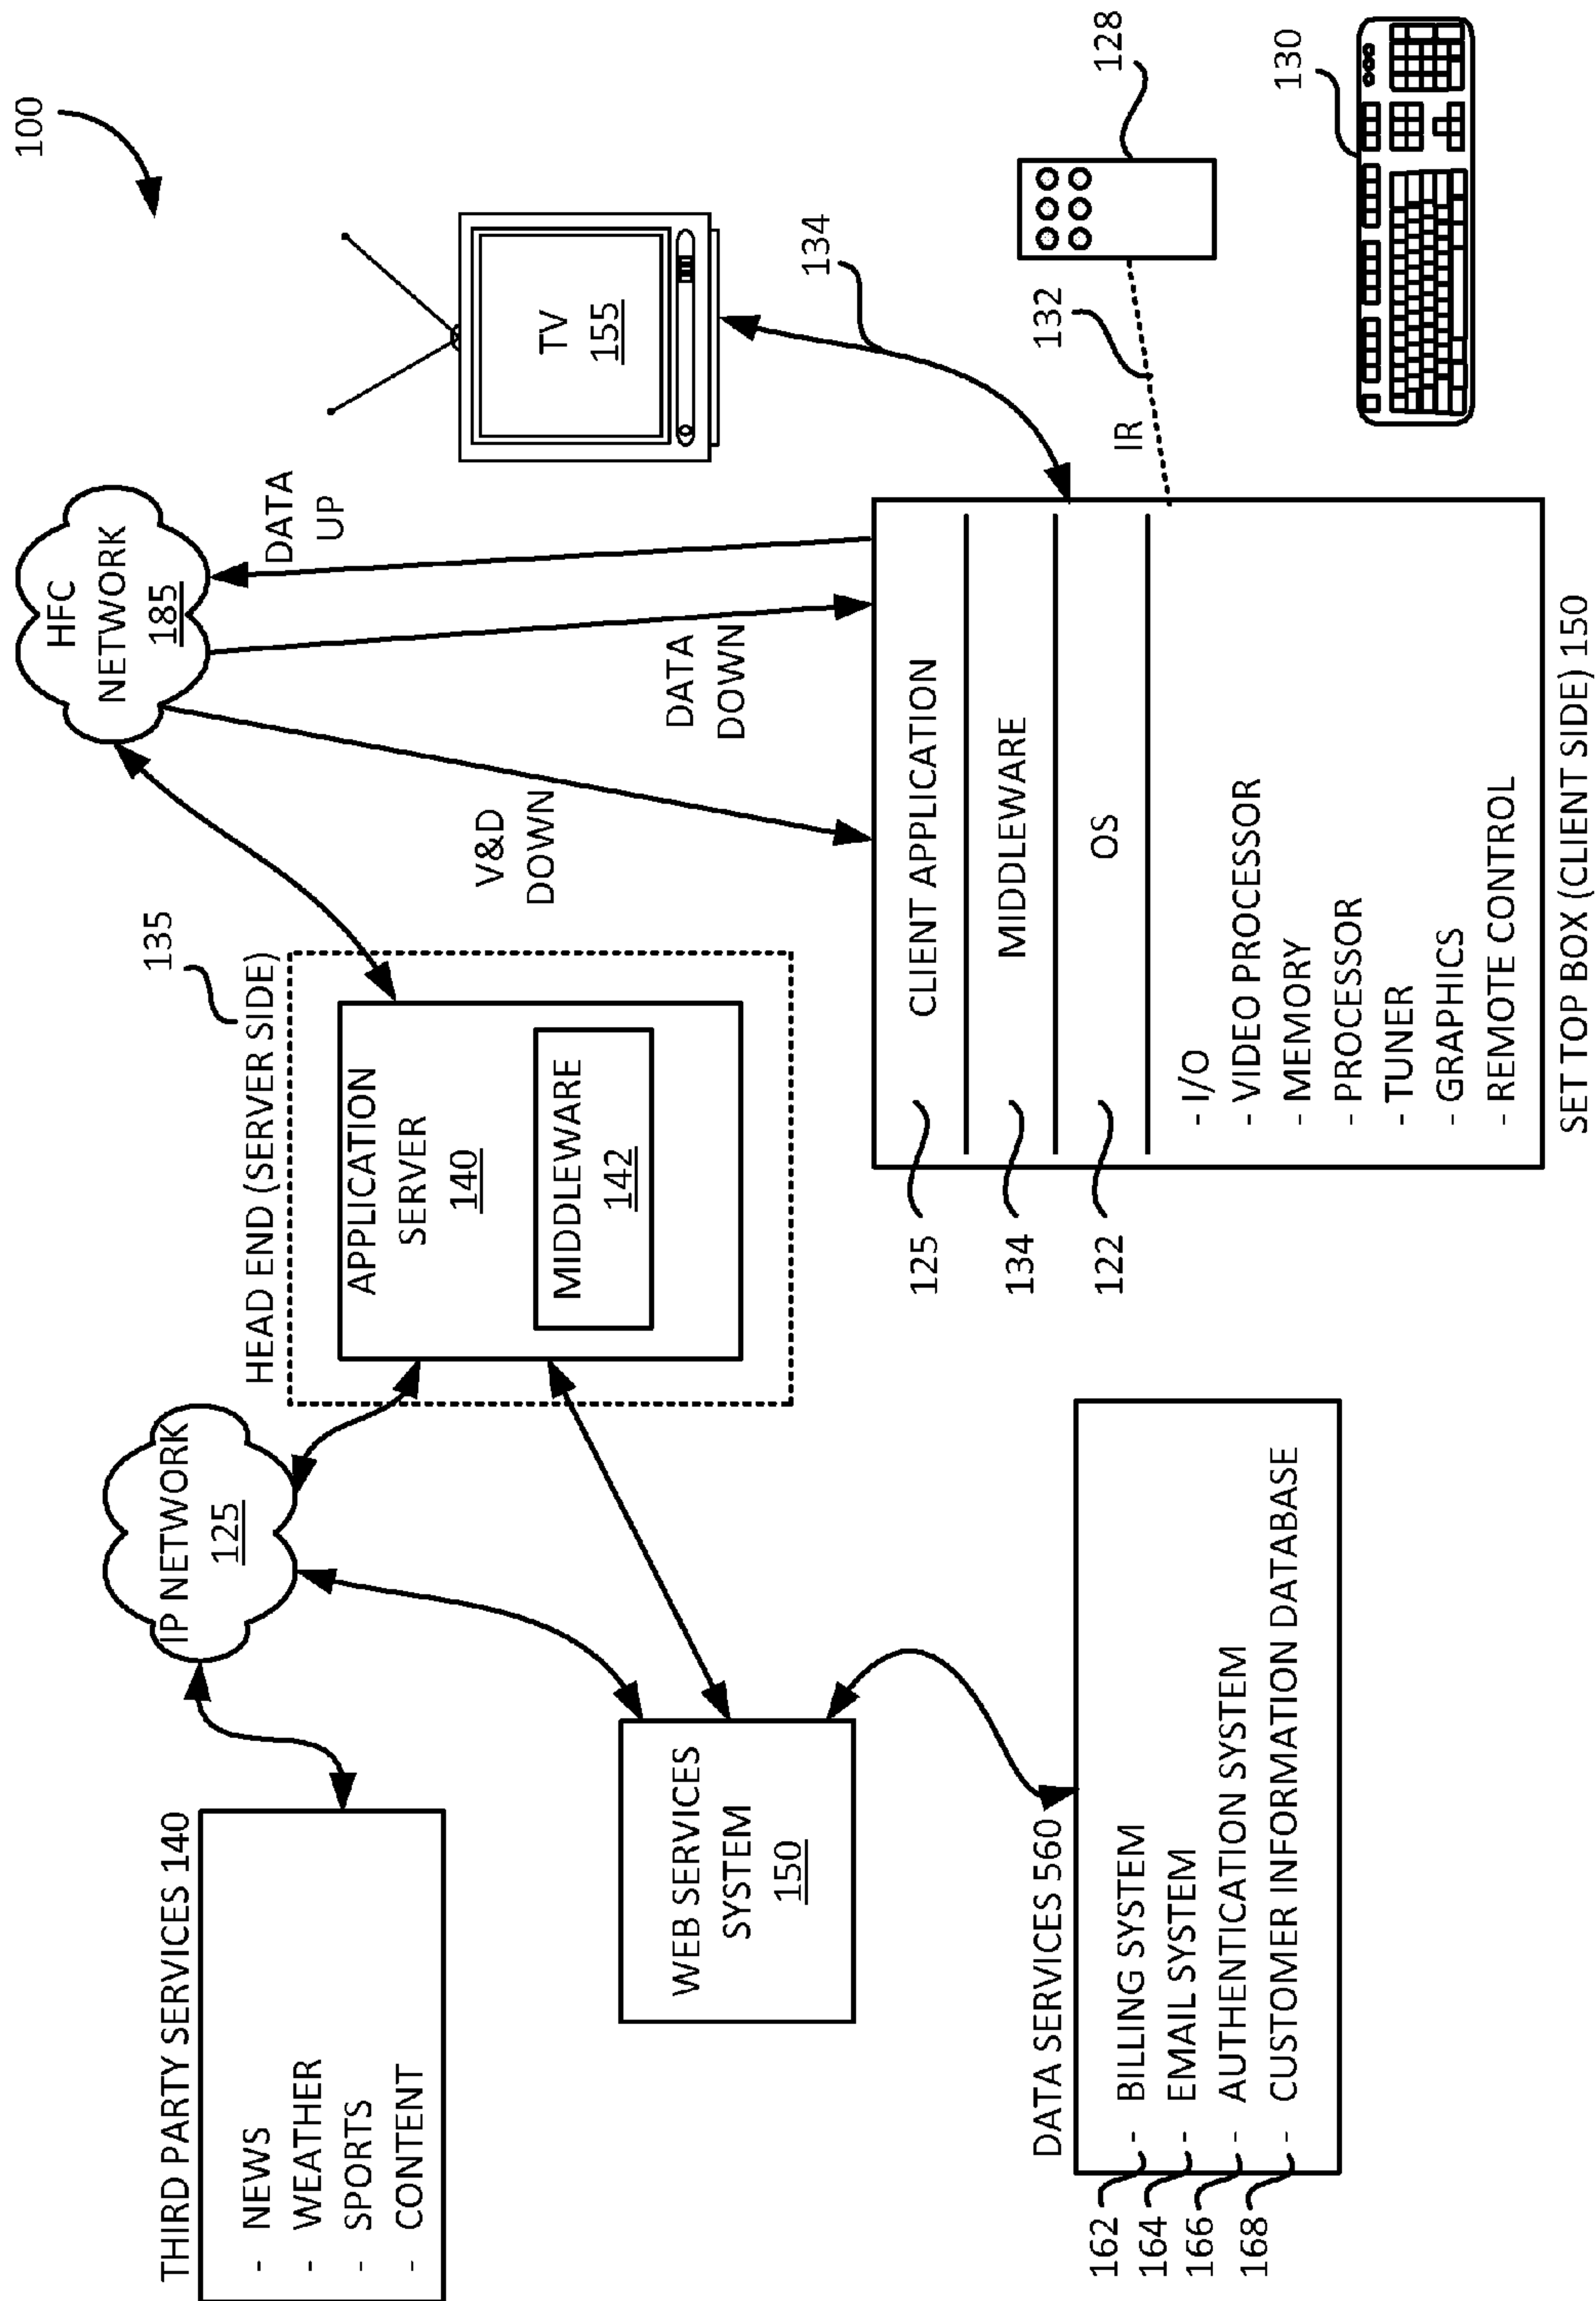 100
THIRD PARTY SERVICES 140
- NEWS
- WEATHER
- SPORTS
- CONTENT
IP NETWORK
125
HEAD END (SERVER SIDE)
135
APPLICATION
SERVER
140
MIDDLEWARE
142
HFC
NETWORK
185
DATA
UP
DATA
DOWN
V&D
DOWN
TV
155
134
WEB SERVICES
SYSTEM
150
DATA SERVICES 560
162
- BILLING SYSTEM
164
- EMAIL SYSTEM
166
- AUTHENTICATION SYSTEM
168
- CUSTOMER INFORMATION DATABASE
125
CLIENT APPLICATION
134
MIDDLEWARE
122
OS
- I/O
- VIDEO PROCESSOR
- MEMORY
- PROCESSOR
- TUNER
- GRAPHICS
- REMOTE CONTROL
SET TOP BOX (CLIENT SIDE) 150
IR
132
128
130